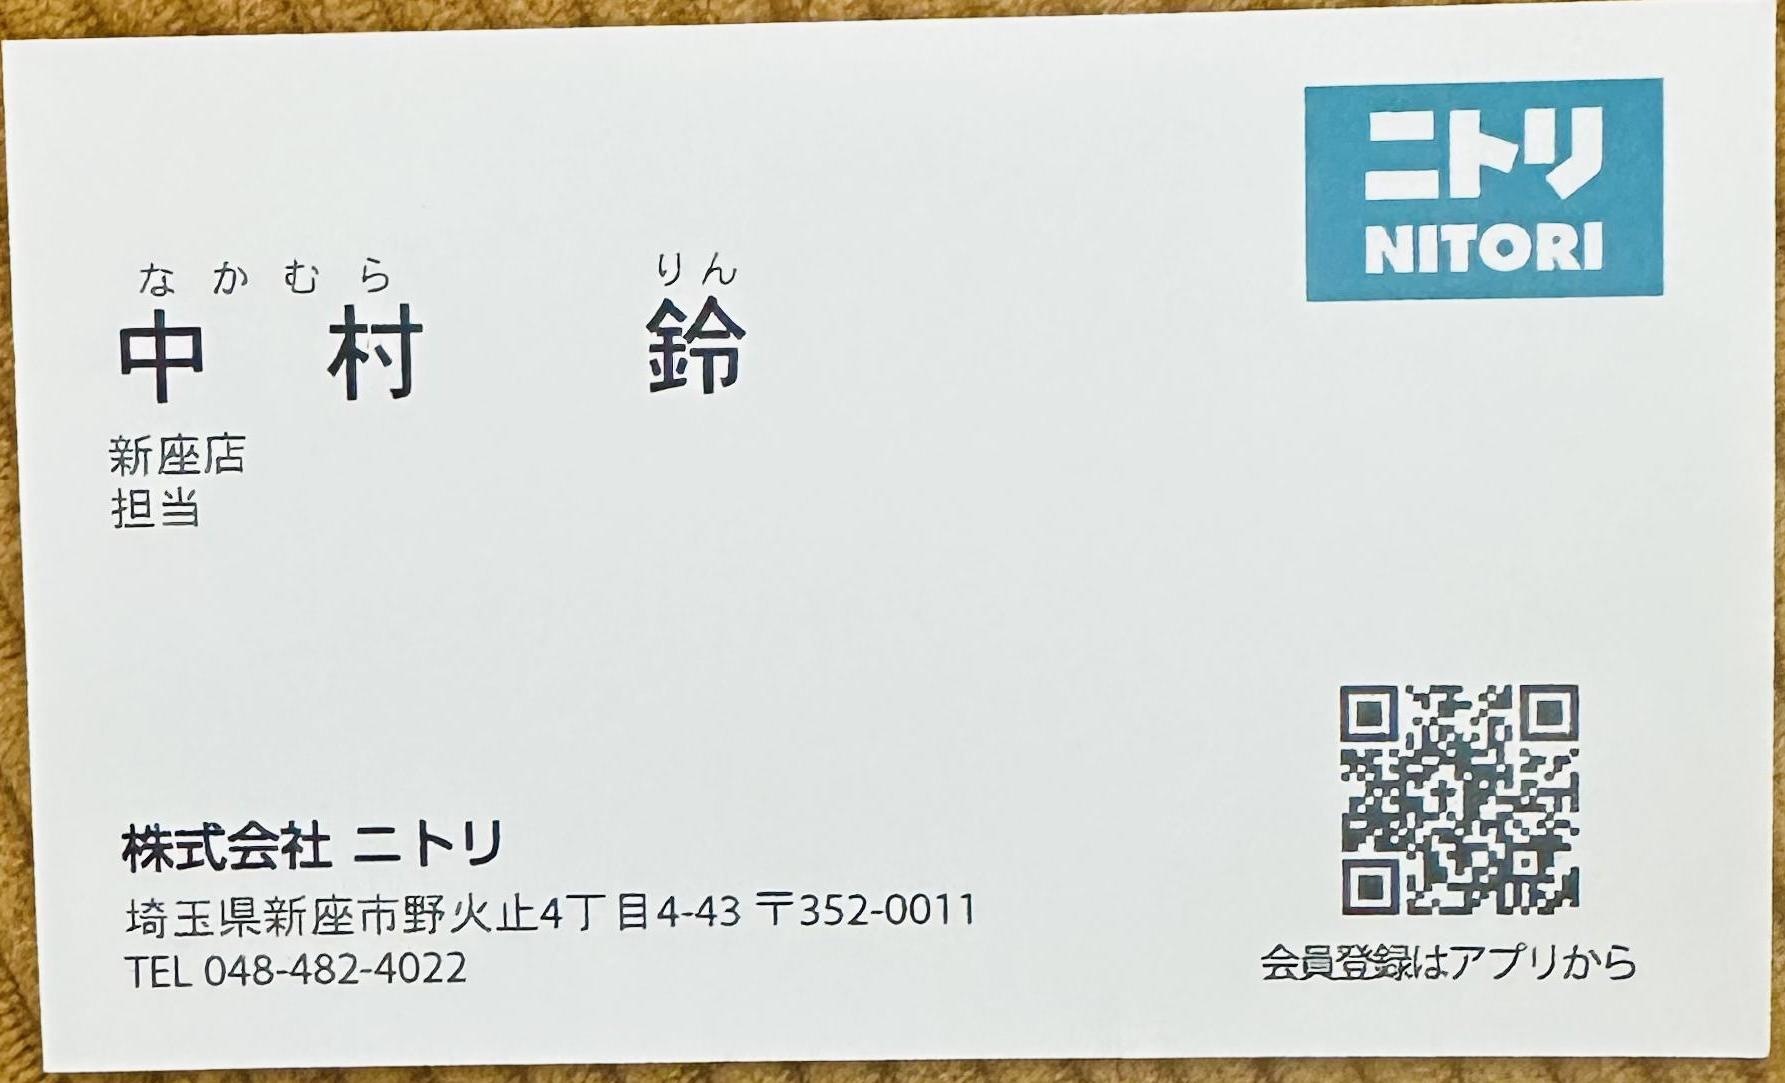 ニトリ
NITORI
なかむら りん
中村 鈴
新座店
担当
株式会社 ニトリ
埼玉県新座市野火止4丁目4-43 〒352-0011
TEL 048-482-4022
会員登録はアプリから